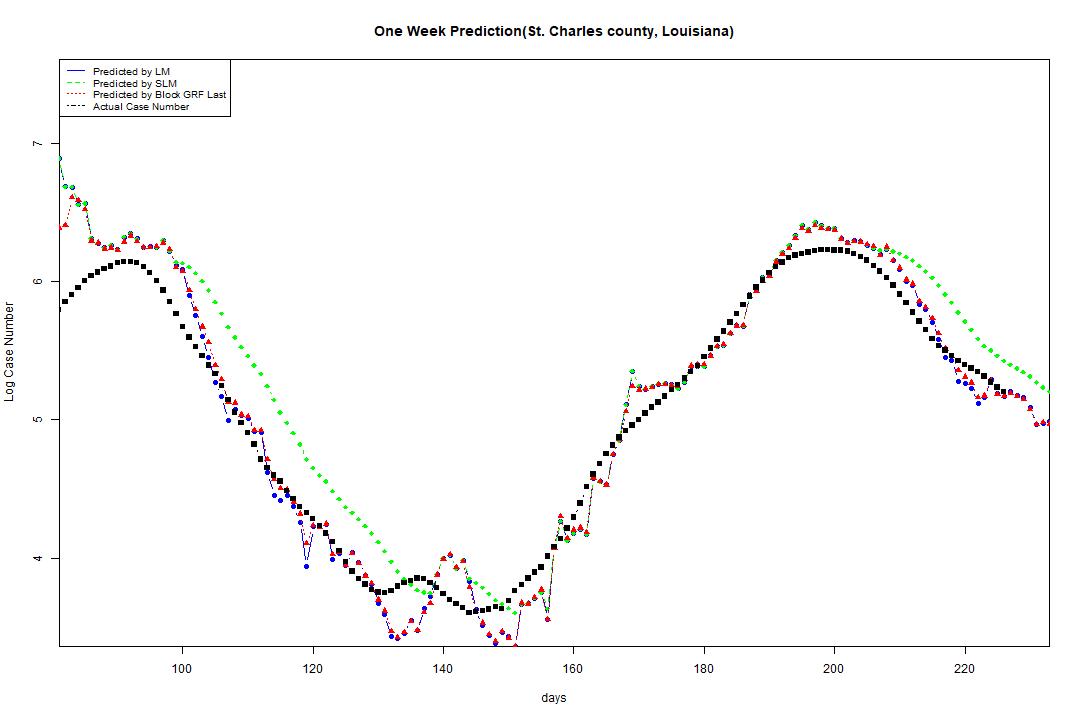 One Week Prediction(St. Charles county, Louisiana)
Predicted by LM
Predicted by SLM
Predicted by Block GRF Last
Actual Case Number
7
6
5
4
Log Case Number
100 120 140 160 180 200 220
days